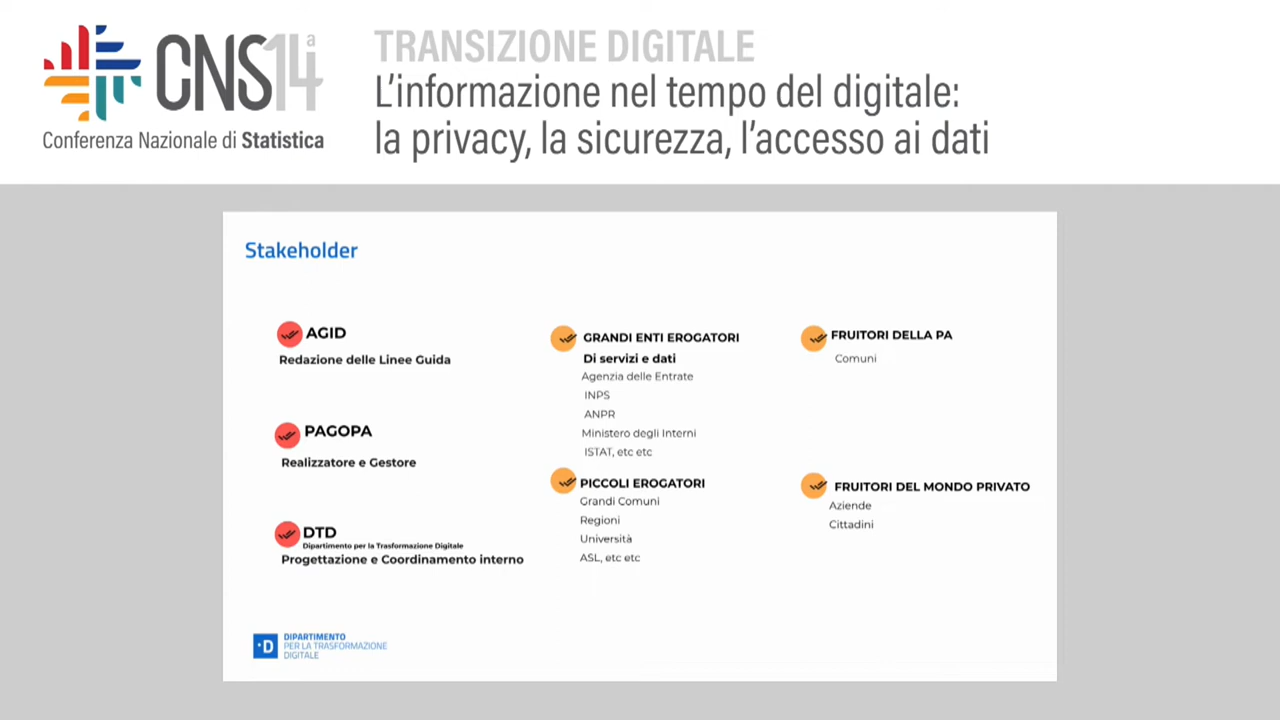 CNS14ª
Conferenza Nazionale di Statistica
TRANSIZIONE DIGITALE
L'informazione nel tempo del digitale:
la privacy, la sicurezza, l'accesso ai dati
Stakeholder
AGID
Redazione delle Linee Guida
PAGOPA
Realizzatore e Gestore
DTD
Dipartimento per la Trasformazione Digitale
Progettazione e Coordinamento interno
GRANDI ENTI EROGATORI
Di servizi e dati
Agenzia delle Entrate
INPS
ANPR
Ministero degli Interni
ISTAT, etc etc
PICCOLI EROGATORI
Grandi Comuni
Regioni
Università
ASL, etc etc
FRUITORI DELLA PA
Comuni
FRUITORI DEL MONDO PRIVATO
Aziende
Cittadini
·D
DIPARTIMENTO
PER LA TRASFORMAZIONE
DIGITALE